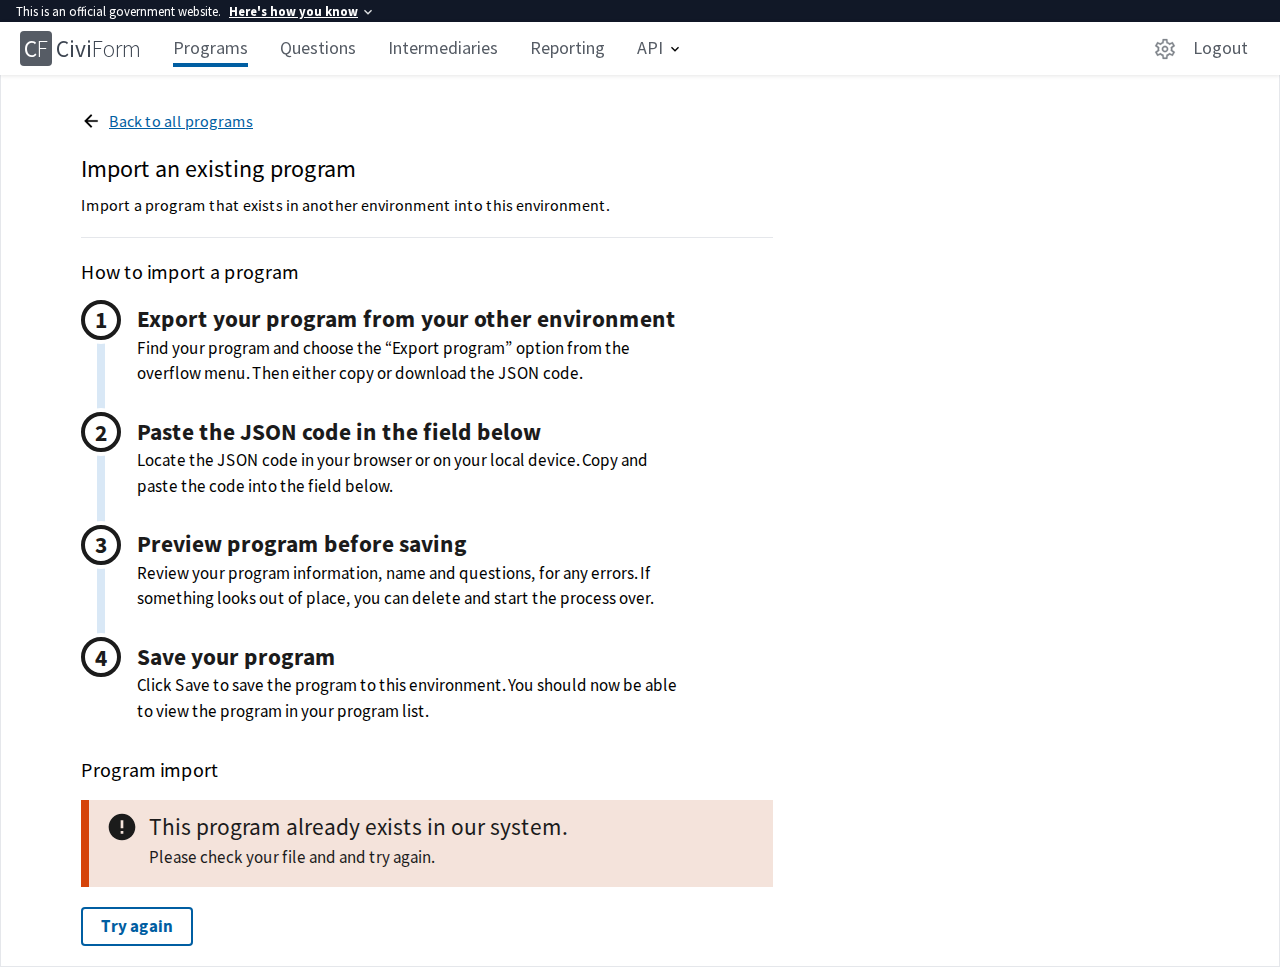 This is an official government website. Here's how you know
CF CiviForm Programs Questions Intermediaries Reporting API Logout
Back to all programs
Import an existing program
Import a program that exists in another environment into this environment.
How to import a program
1 Export your program from your other environment
Find your program and choose the “Export program” option from the
overflow menu. Then either copy or download the JSON code.
2 Paste the JSON code in the field below
Locate the JSON code in your browser or on your local device. Copy and
paste the code into the field below.
3 Preview program before saving
Review your program information, name and questions, for any errors. If
something looks out of place, you can delete and start the process over.
4 Save your program
Click Save to save the program to this environment. You should now be able
to view the program in your program list.
Program import
This program already exists in our system.
Please check your file and and try again.
Try again